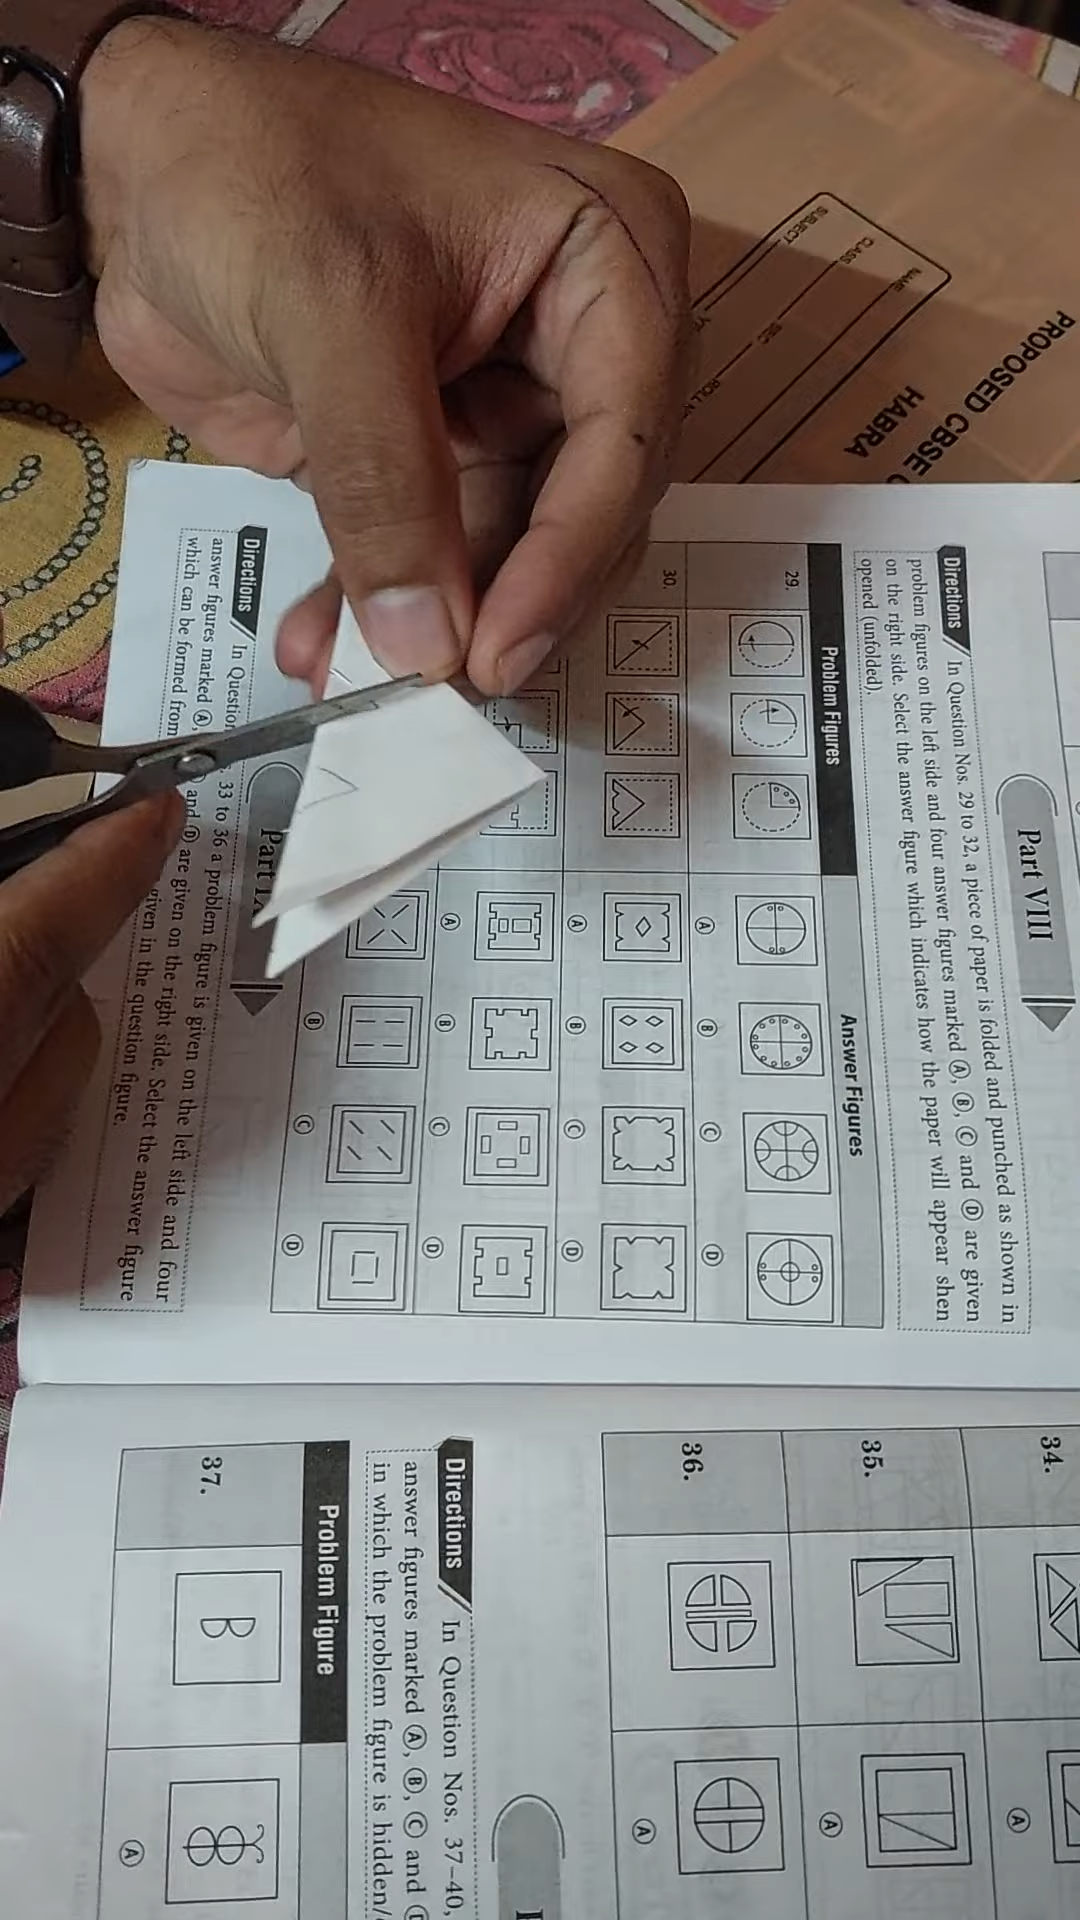 PROPOSED CBSE
HABRA
NAME
CLASS
SEC
ROLL
SUBJECT
Part VIII
Directions In Question Nos. 29 to 32, a piece of paper is folded and punched as shown in
problem figures on the left side and four answer figures marked Ⓐ, Ⓑ, Ⓒ and Ⓓ are given
on the right side. Select the answer figure which indicates how the paper will appear shen
opened (unfolded).
Problem Figures Answer Figures
29.
Ⓐ Ⓑ Ⓒ Ⓓ
30.
Ⓐ Ⓑ Ⓒ Ⓓ
Ⓐ Ⓑ Ⓒ Ⓓ
Ⓑ Ⓒ Ⓓ
Part
Directions In Question 33 to 36 a problem figure is given on the left side and four
answer figures marked Ⓐ, and Ⓓ are given on the right side. Select the answer figure
which can be formed from given in the question figure.
34.
Ⓐ
35.
Ⓐ
36.
Ⓐ
Directions In Question Nos. 37–40,
answer figures marked Ⓐ, Ⓑ, Ⓒ and
in which the problem figure is hidden/
Problem Figure
37.
B
Ⓐ